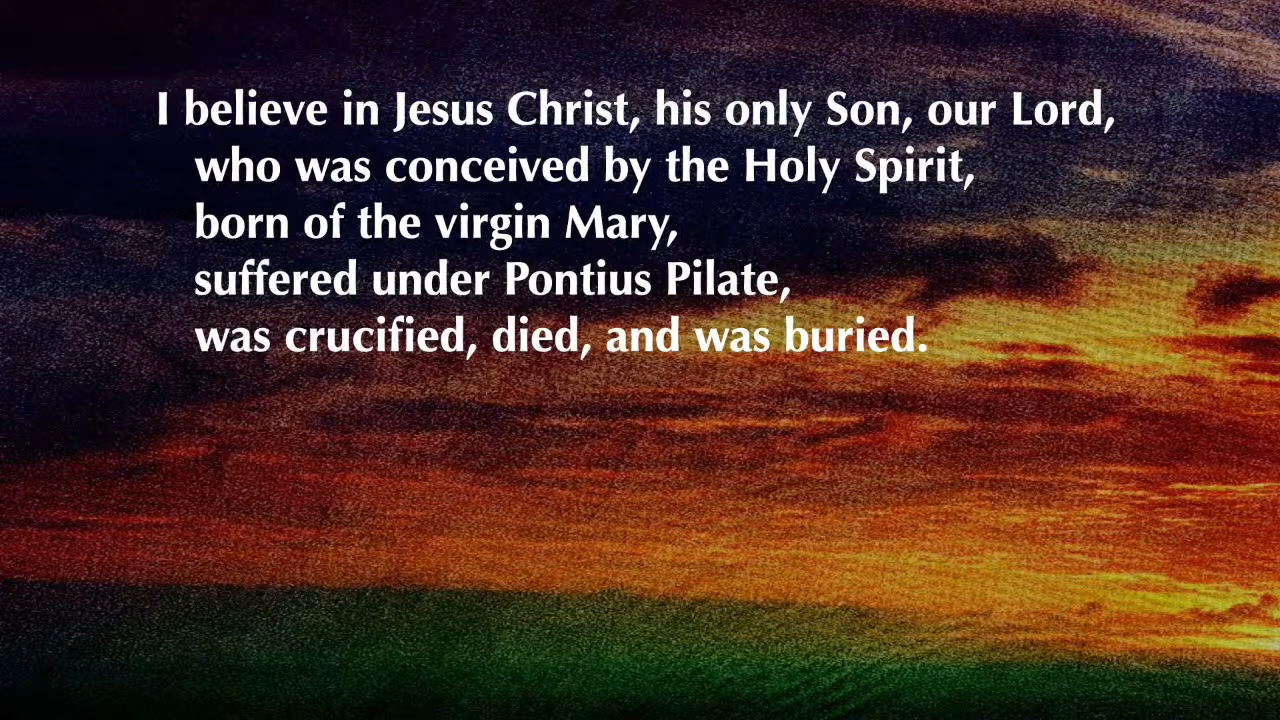 I believe in Jesus Christ, his only Son, our Lord,
who was conceived by the Holy Spirit,
born of the virgin Mary,
suffered under Pontius Pilate,
was crucified, died, and was buried.